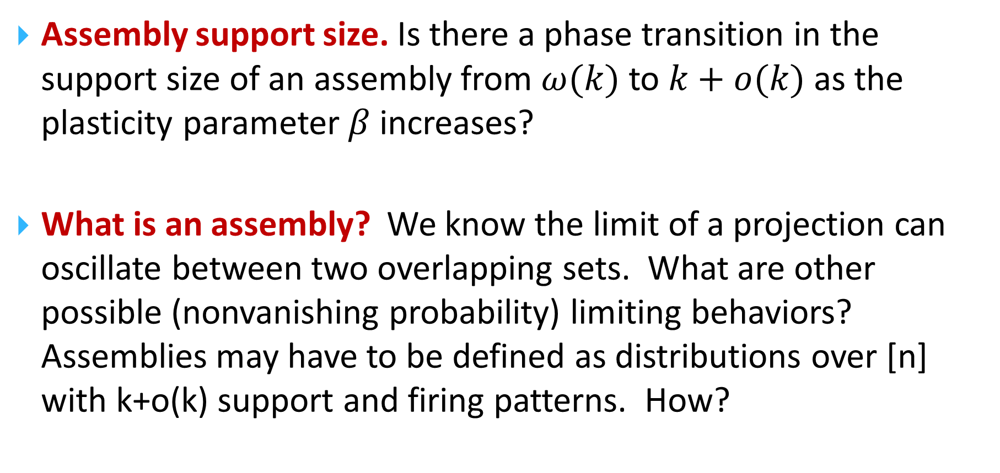 Assembly support size. Is there a phase transition in the
support size of an assembly from ω(k) to k + o(k) as the
plasticity parameter β increases?
What is an assembly? We know the limit of a projection can
oscillate between two overlapping sets. What are other
possible (nonvanishing probability) limiting behaviors?
Assemblies may have to be defined as distributions over [n]
with k+o(k) support and firing patterns. How?